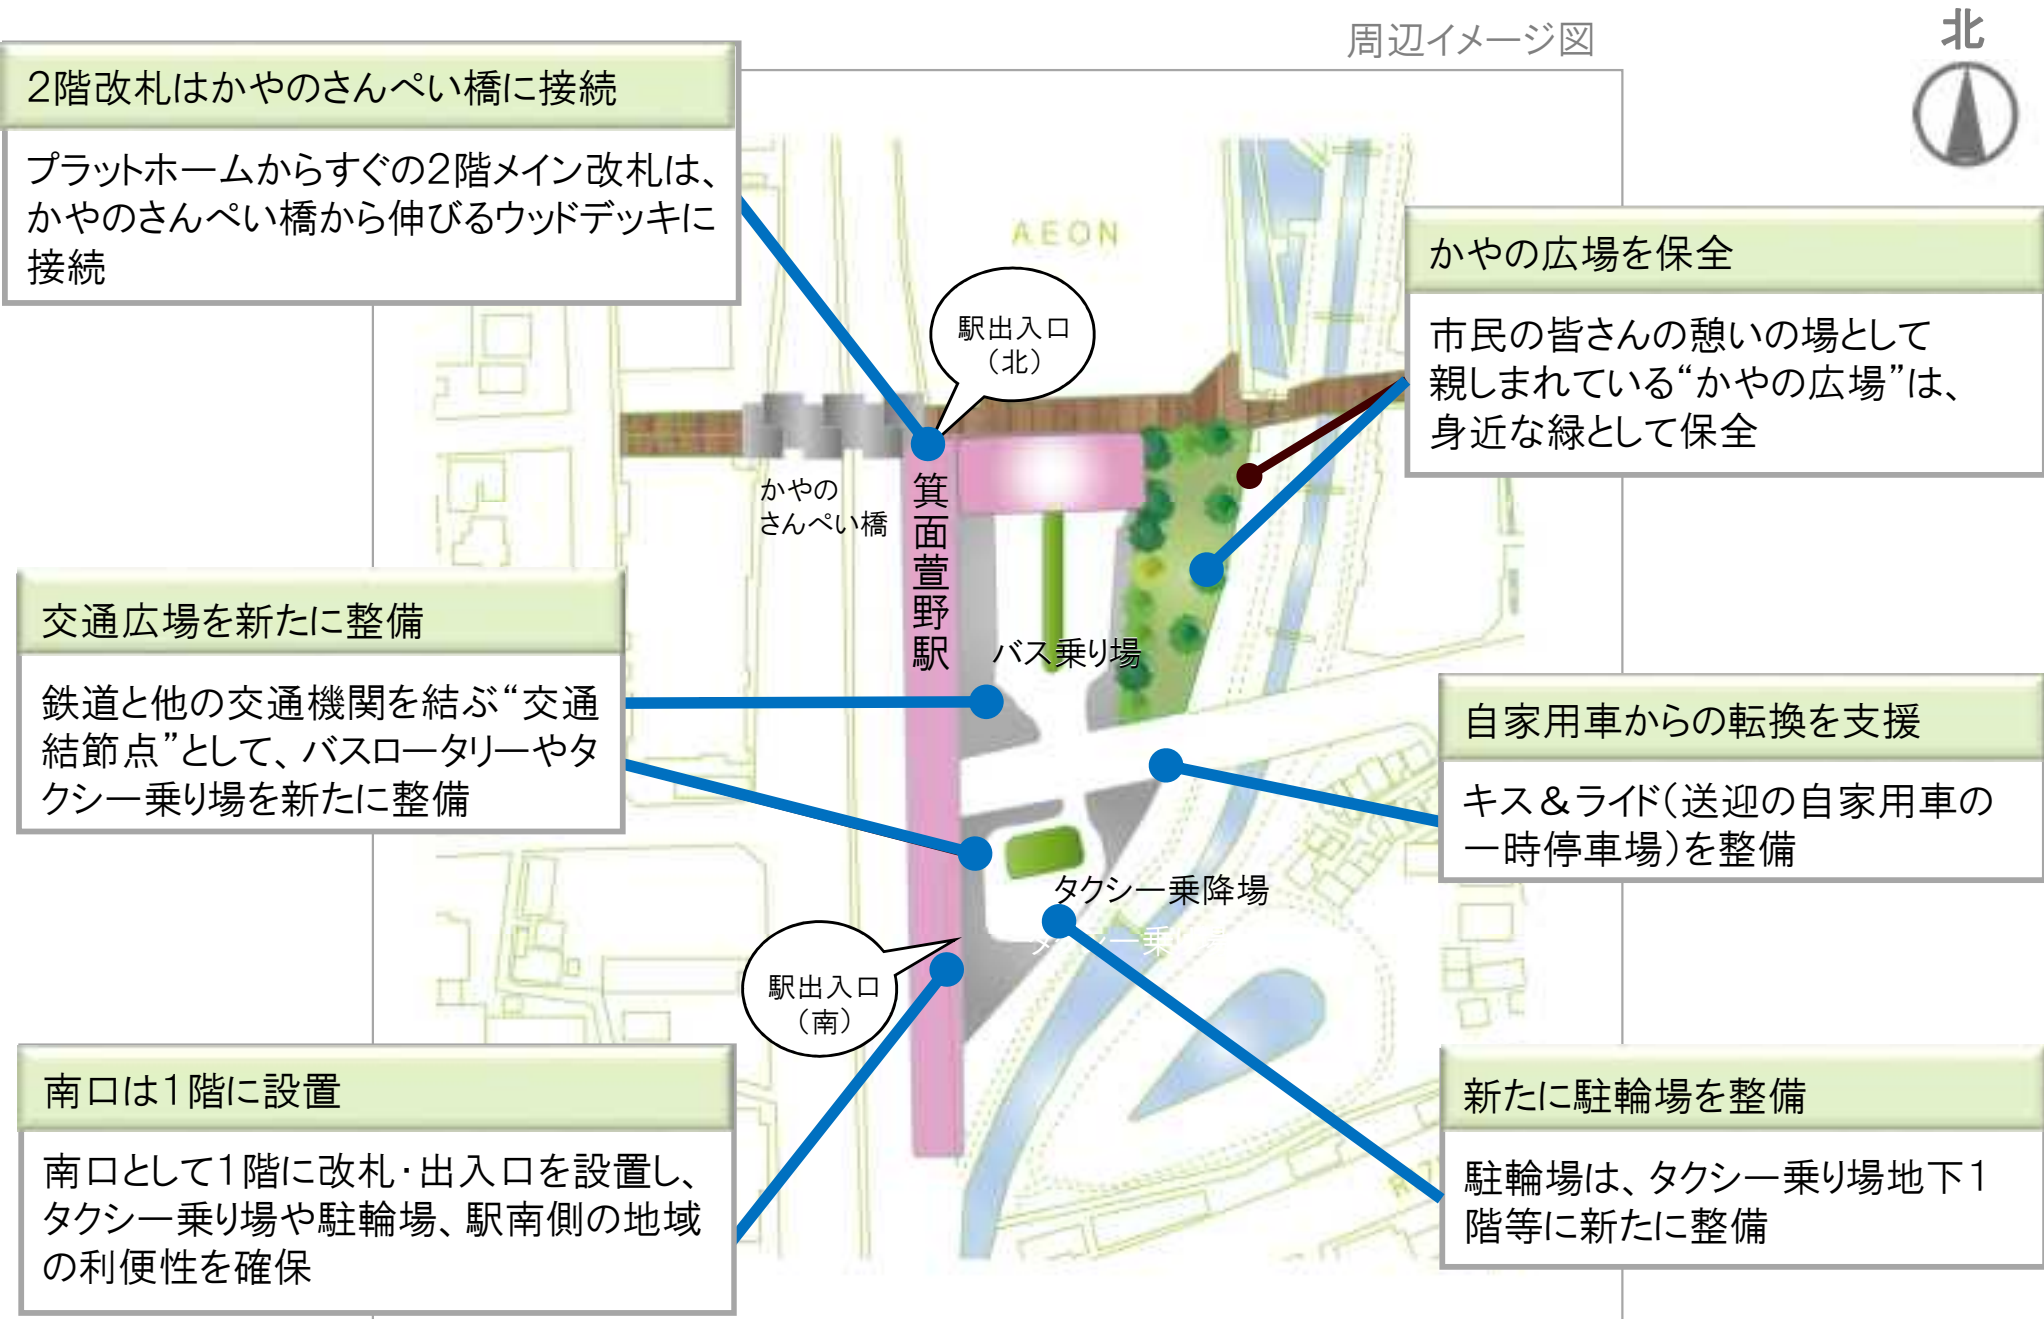 周辺イメージ図
北
2階改札はかやのさんぺい橋に接続
プラットホームからすぐの2階メイン改札は、
かやのさんぺい橋から伸びるウッドデッキに
接続
AEON
駅出入口
（北）
かやの広場を保全
市民の皆さんの憩いの場として
親しまれている“かやの広場”は、
身近な緑として保全
かやの
さんぺい橋
箕面萱野駅
バス乗り場
交通広場を新たに整備
鉄道と他の交通機関を結ぶ“交通
結節点”として、バスロータリーやタ
クシー乗り場を新たに整備
自家用車からの転換を支援
キス＆ライド（送迎の自家用車の
一時停車場）を整備
タクシー乗降場
駅出入口
（南）
南口は1階に設置
南口として1階に改札・出入口を設置し、
タクシー乗り場や駐輪場、駅南側の地域
の利便性を確保
新たに駐輪場を整備
駐輪場は、タクシー乗り場地下1
階等に新たに整備